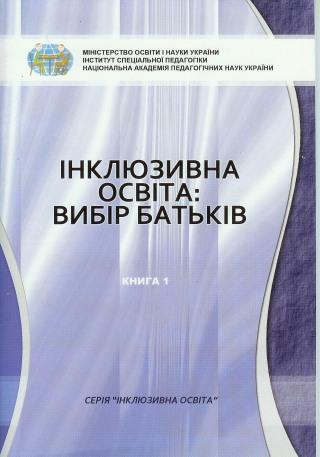 МІНІСТЕРСТВО ОСВІТИ І НАУКИ УКРАЇНИ
ІНСТИТУТ СПЕЦІАЛЬНОЇ ПЕДАГОГІКИ
НАЦІОНАЛЬНА АКАДЕМІЯ ПЕДАГОГІЧНИХ НАУК УКРАЇНИ
ІНКЛЮЗИВНА
ОСВІТА:
ВИБІР БАТЬКІВ
КНИГА 1
СЕРІЯ "ІНКЛЮЗИВНА ОСВІТА"